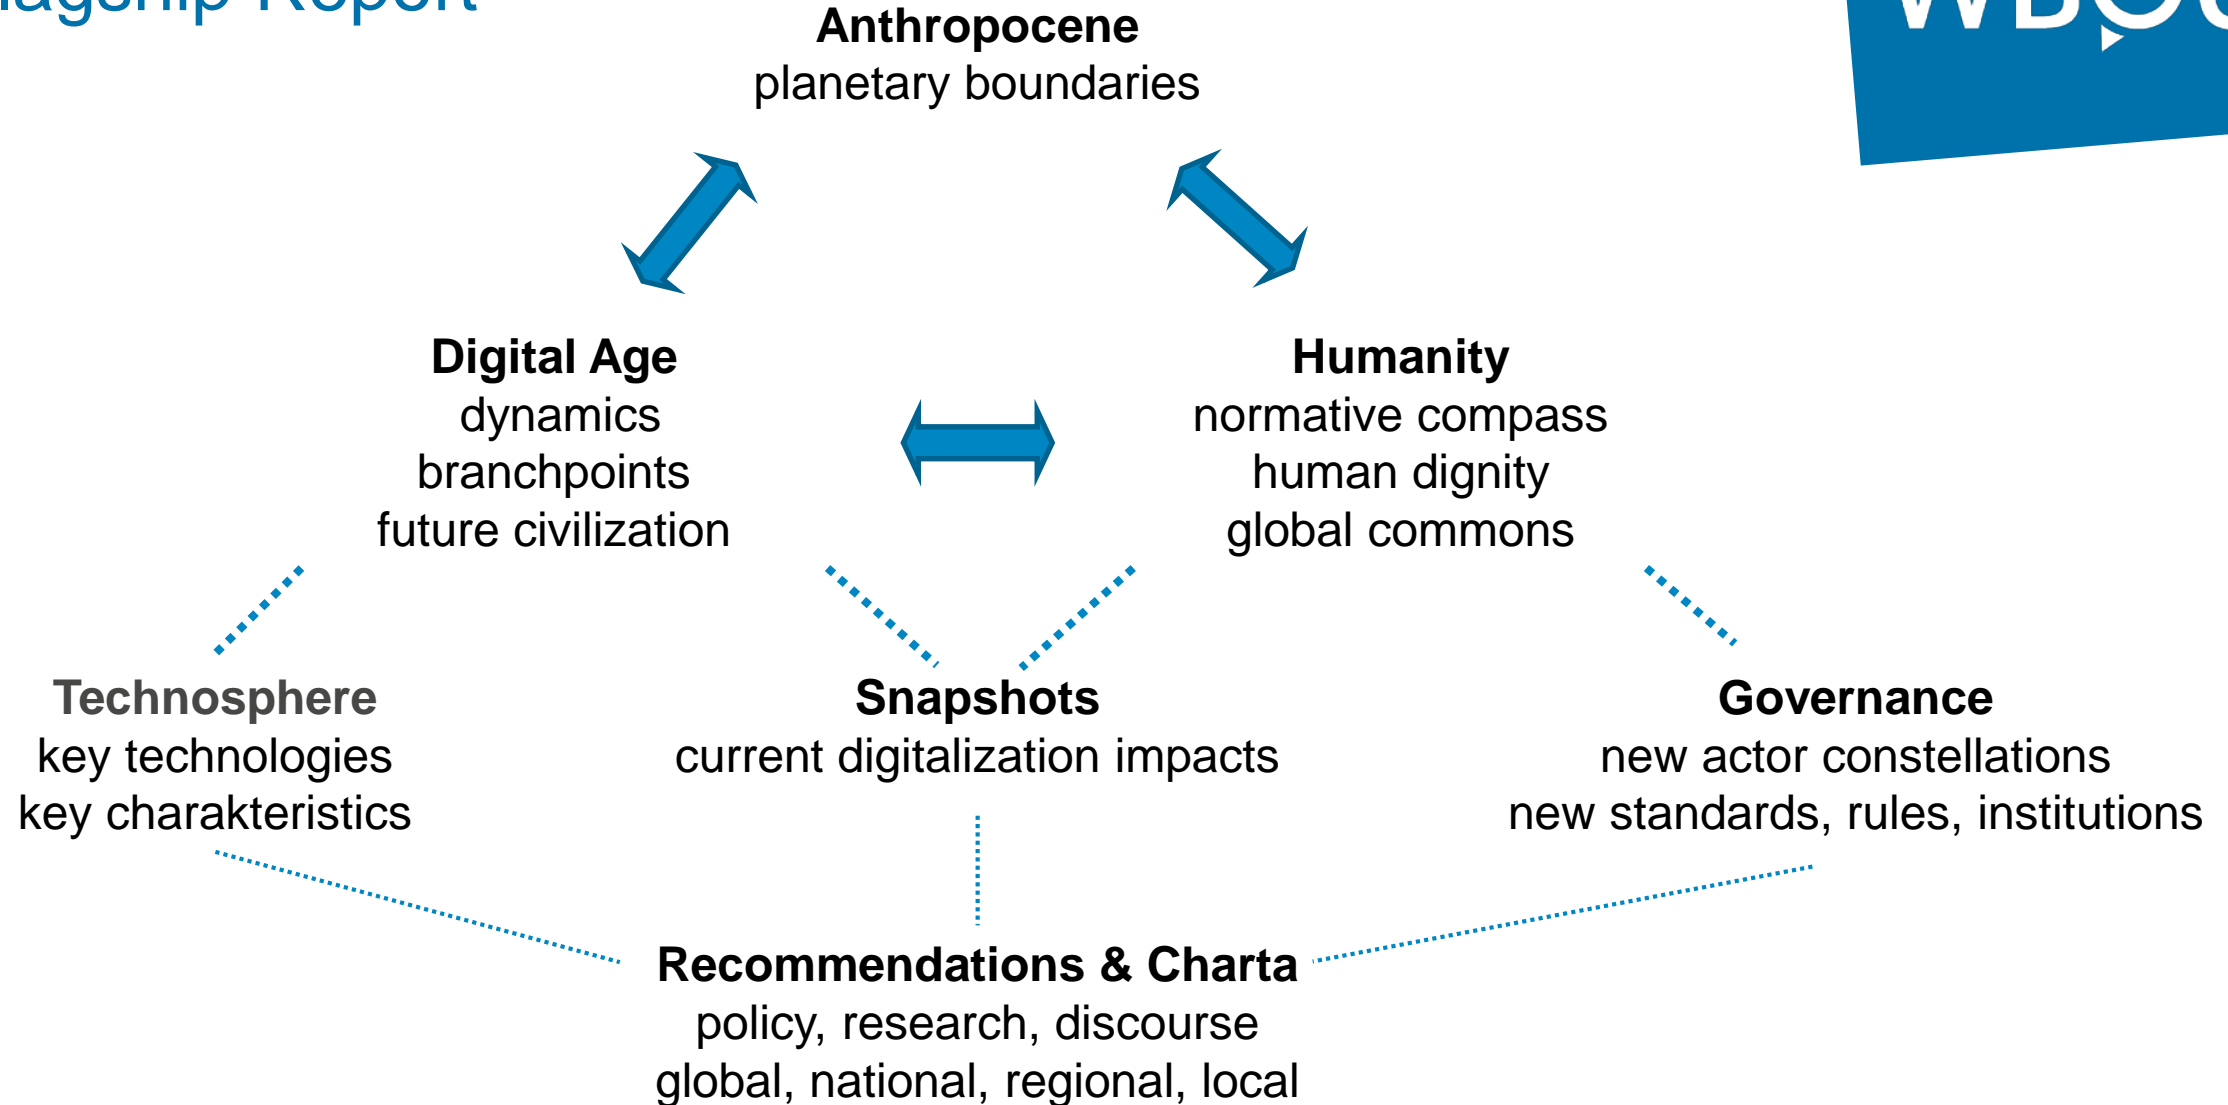 Flagship Report
Anthropocene
planetary boundaries
Digital Age
dynamics
branchpoints
future civilization
Humanity
normative compass
human dignity
global commons
Technosphere
key technologies
key charakteristics
Snapshots
current digitalization impacts
Governance
new actor constellations
new standards, rules, institutions
Recommendations & Charta
policy, research, discourse
global, national, regional, local